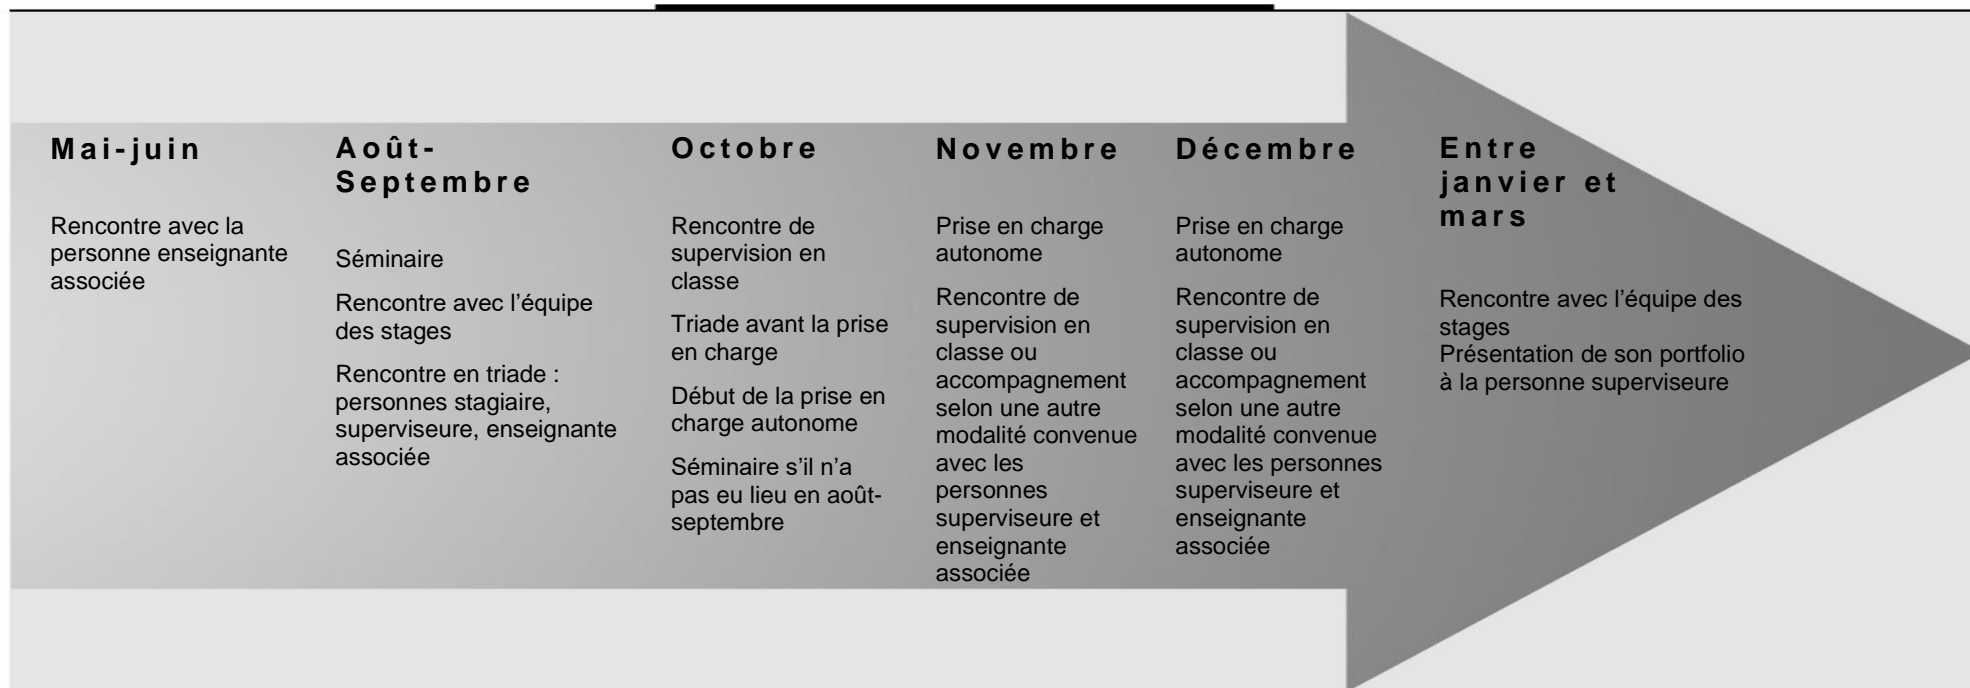 Mai-juin
Rencontre avec la
personne enseignante
associée
Août-
Septembre
Séminaire
Rencontre avec l’équipe
des stages
Rencontre en triade :
personnes stagiaire,
superviseure, enseignante
associée
Octobre
Rencontre de
supervision en
classe
Triade avant la prise
en charge
Début de la prise en
charge autonome
Séminaire s’il n’a
pas eu lieu en août-
septembre
Novembre
Prise en charge
autonome
Rencontre de
supervision en
classe ou
accompagnement
selon une autre
modalité convenue
avec les
personnes
superviseure et
enseignante
associée
Décembre
Prise en charge
autonome
Rencontre de
supervision en
classe ou
accompagnement
selon une autre
modalité convenue
avec les personnes
superviseure et
enseignante
associée
Entre
janvier et
mars
Rencontre avec l’équipe des
stages
Présentation de son portfolio
à la personne superviseure